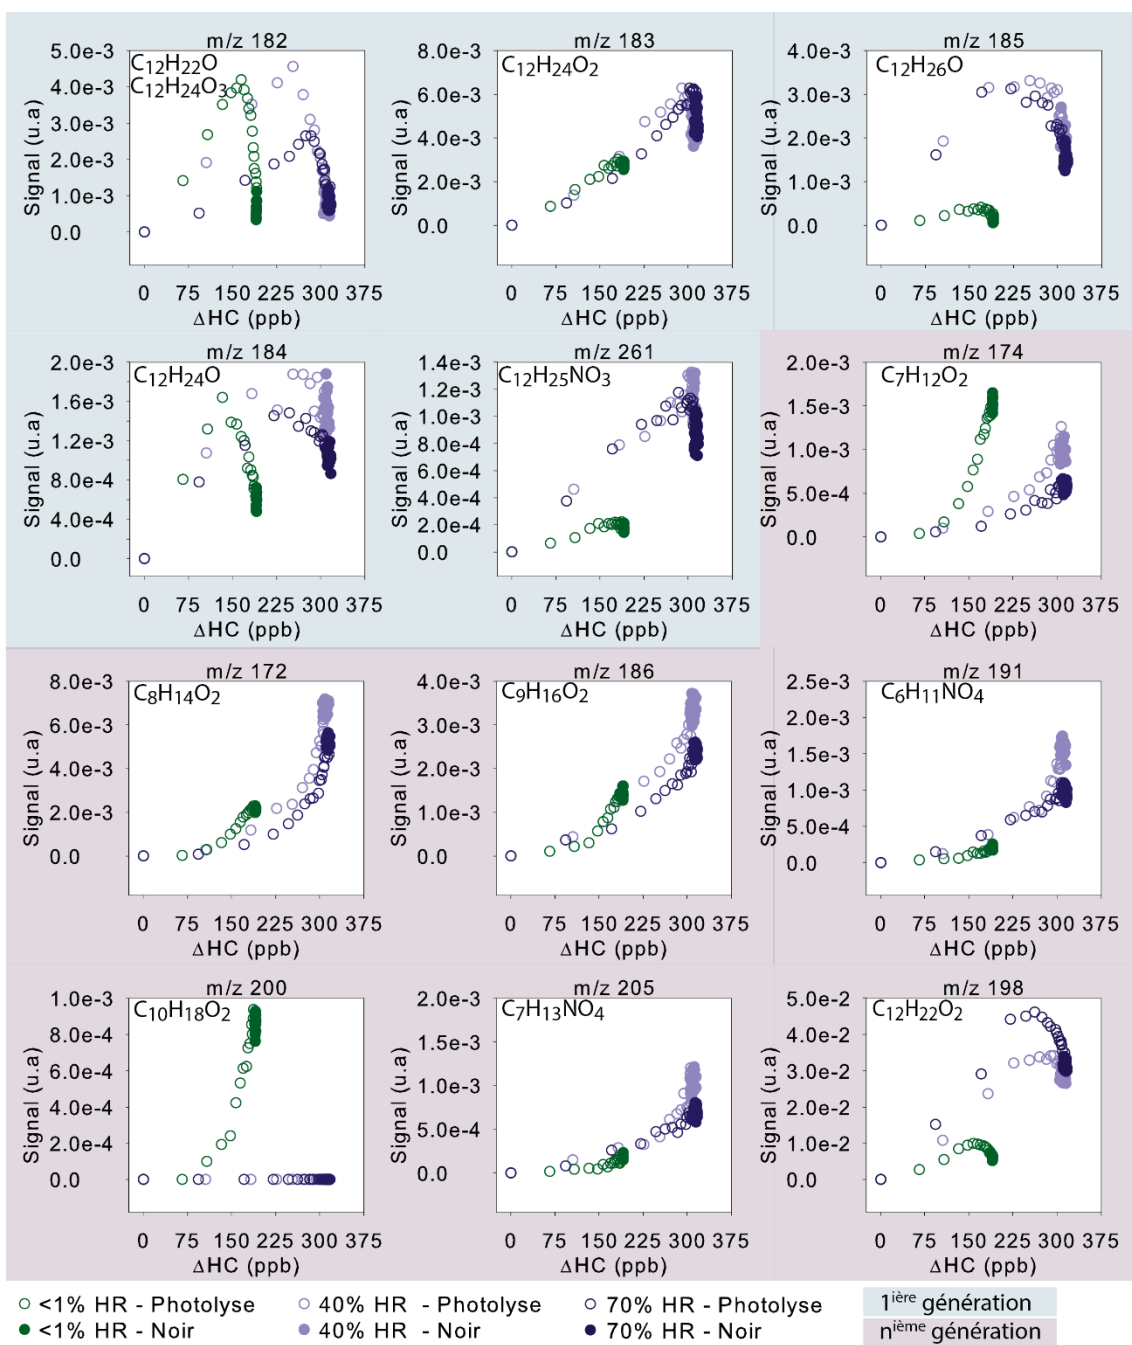 m/z 182
C12H22O
C12H24O3
5.0e-3
4.0e-3
3.0e-3
2.0e-3
1.0e-3
0.0
Signal (u.a)
0 75 150 225 300 375
ΔHC (ppb)
m/z 183
C12H24O2
8.0e-3
6.0e-3
4.0e-3
2.0e-3
0.0
Signal (u.a)
0 75 150 225 300 375
ΔHC (ppb)
m/z 185
C12H26O
4.0e-3
3.0e-3
2.0e-3
1.0e-3
0.0
Signal (u.a)
0 75 150 225 300 375
ΔHC (ppb)
m/z 184
C12H24O
2.0e-3
1.6e-3
1.2e-3
8.0e-4
4.0e-4
0.0
Signal (u.a)
0 75 150 225 300 375
ΔHC (ppb)
m/z 261
C12H25NO3
1.4e-3
1.2e-3
1.0e-3
8.0e-4
6.0e-4
4.0e-4
2.0e-4
0.0
Signal (u.a)
0 75 150 225 300 375
ΔHC (ppb)
m/z 174
C7H12O2
2.0e-3
1.5e-3
1.0e-3
5.0e-4
0.0
Signal (u.a)
0 75 150 225 300 375
ΔHC (ppb)
m/z 172
C8H14O2
8.0e-3
6.0e-3
4.0e-3
2.0e-3
0.0
Signal (u.a)
0 75 150 225 300 375
ΔHC (ppb)
m/z 186
C9H16O2
4.0e-3
3.0e-3
2.0e-3
1.0e-3
0.0
Signal (u.a)
0 75 150 225 300 375
ΔHC (ppb)
m/z 191
C6H11NO4
2.5e-3
2.0e-3
1.5e-3
1.0e-3
5.0e-4
0.0
Signal (u.a)
0 75 150 225 300 375
ΔHC (ppb)
m/z 200
C10H18O2
1.0e-3
8.0e-4
6.0e-4
4.0e-4
2.0e-4
0.0
Signal (u.a)
0 75 150 225 300 375
ΔHC (ppb)
m/z 205
C7H13NO4
2.0e-3
1.5e-3
1.0e-3
5.0e-4
0.0
Signal (u.a)
0 75 150 225 300 375
ΔHC (ppb)
m/z 198
C12H22O2
5.0e-2
4.0e-2
3.0e-2
2.0e-2
1.0e-2
0.0
Signal (u.a)
0 75 150 225 300 375
ΔHC (ppb)
<1% HR - Photolyse 40% HR - Photolyse 70% HR - Photolyse 1ière génération
<1% HR - Noir 40% HR - Noir 70% HR - Noir nième génération